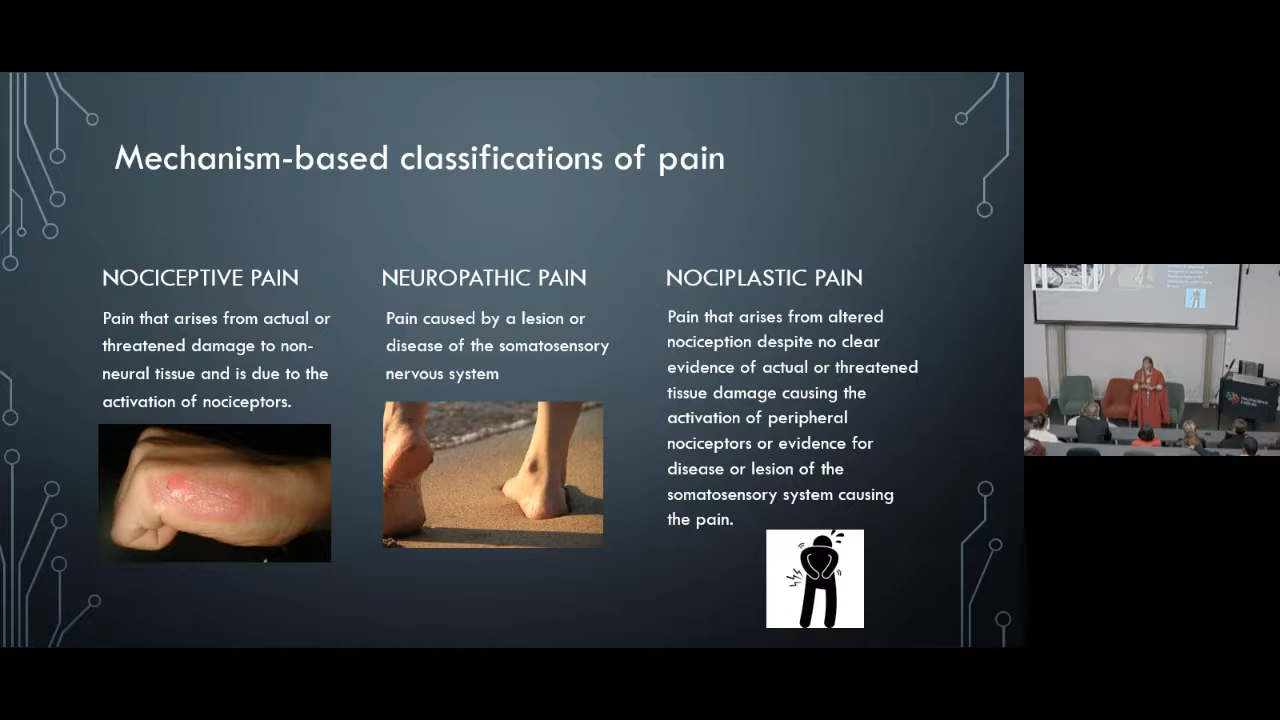 Mechanism-based classifications of pain
NOCICEPTIVE PAIN
Pain that arises from actual or
threatened damage to non-
neural tissue and is due to the
activation of nociceptors.
NEUROPATHIC PAIN
Pain caused by a lesion or
disease of the somatosensory
nervous system
NOCIPLASTIC PAIN
Pain that arises from altered
nociception despite no clear
evidence of actual or threatened
tissue damage causing the
activation of peripheral
nociceptors or evidence for
disease or lesion of the
somatosensory system causing
the pain.